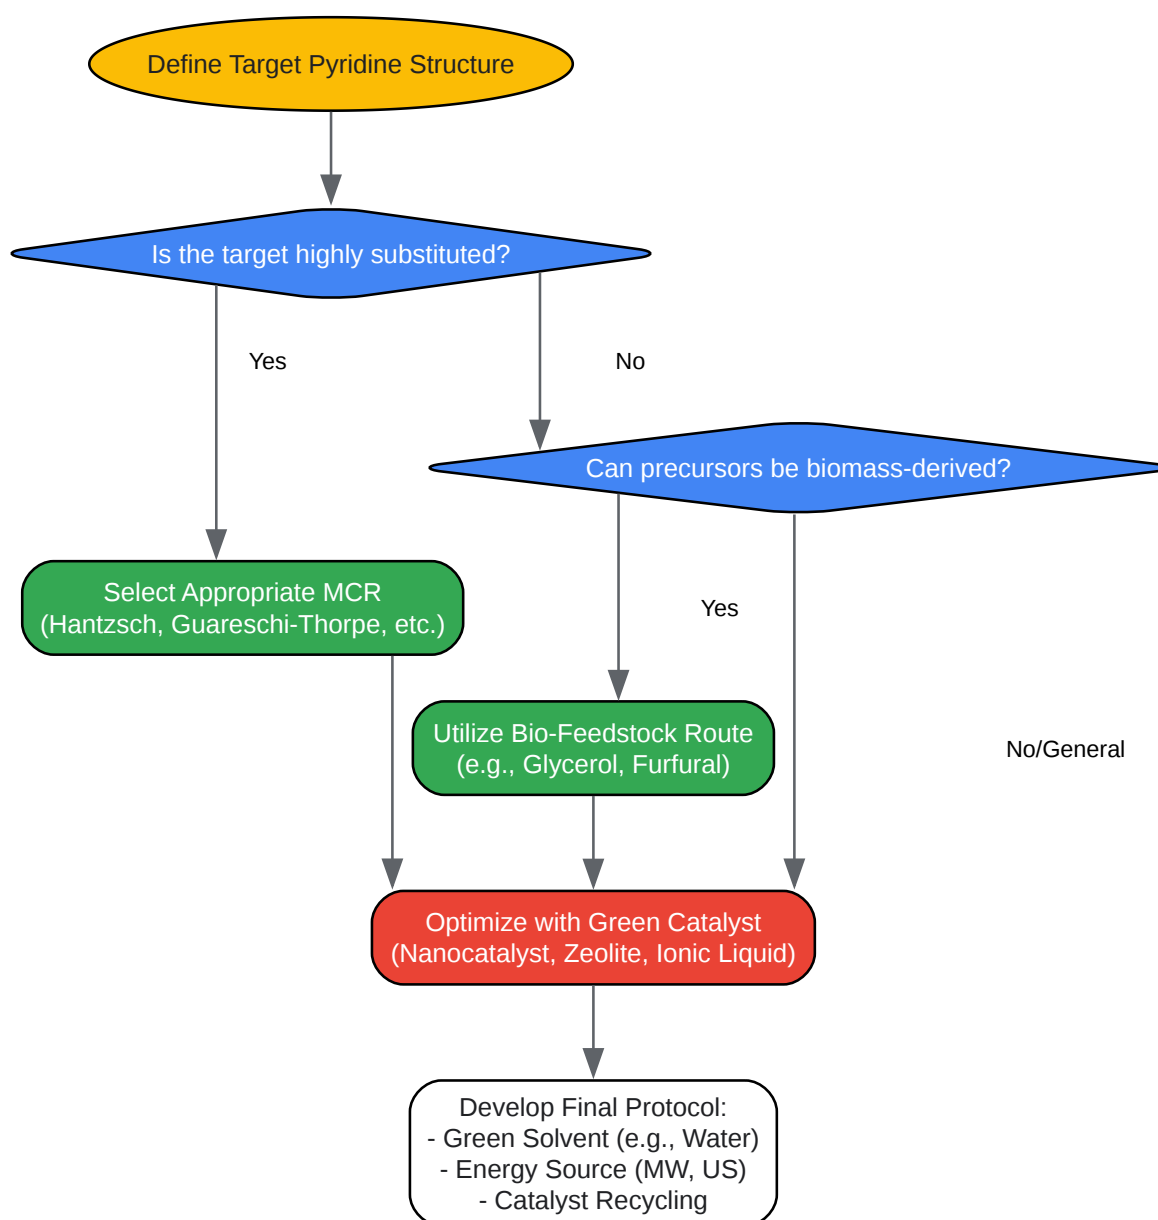 Define Target Pyridine Structure
Is the target highly substituted?
Yes
No
Can precursors be biomass-derived?
Select Appropriate MCR
(Hantzsch, Guareschi-Thorpe, etc.)
Yes
Utilize Bio-Feedstock Route
(e.g., Glycerol, Furfural)
No/General
Optimize with Green Catalyst
(Nanocatalyst, Zeolite, Ionic Liquid)
Develop Final Protocol:
- Green Solvent (e.g., Water)
- Energy Source (MW, US)
- Catalyst Recycling